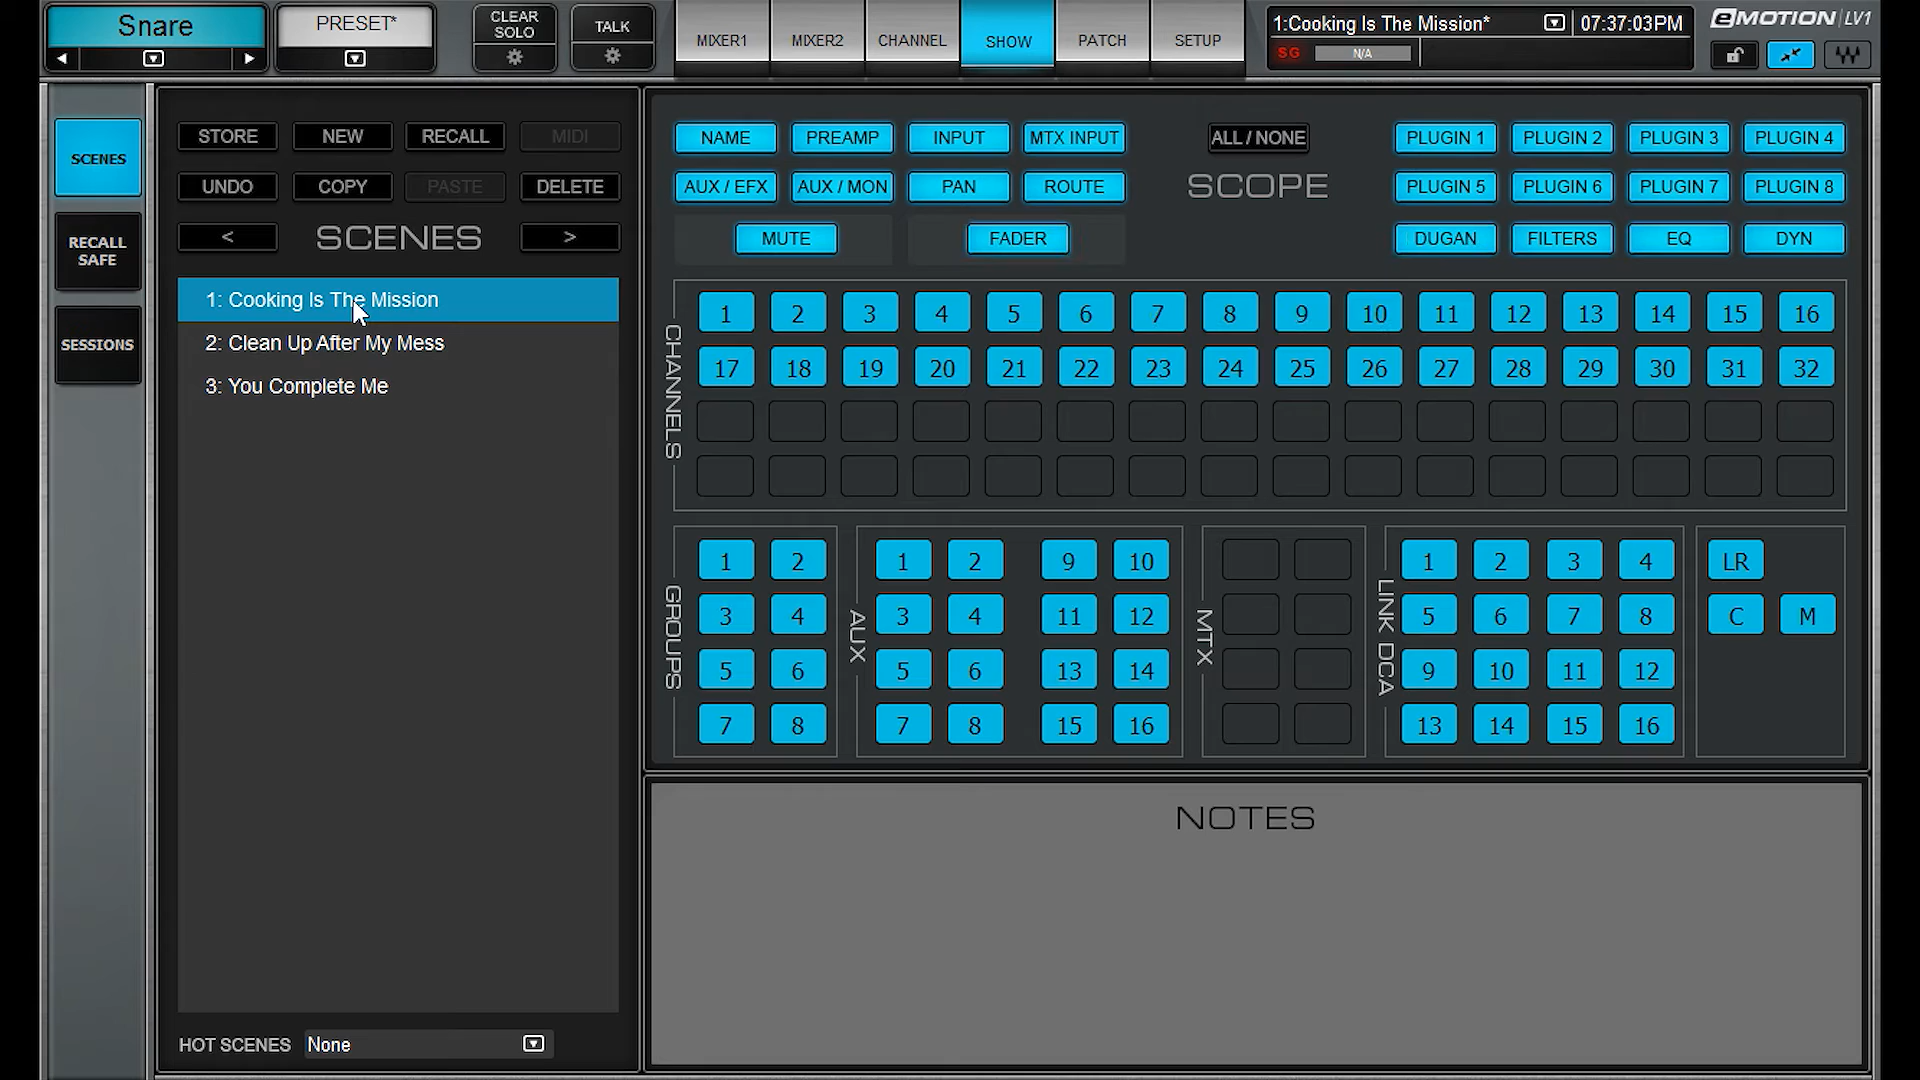 Snare
PRESET*
CLEAR
SOLO
TALK
MIXER1
MIXER2
CHANNEL
SHOW
PATCH
SETUP
1:Cooking Is The Mission*
07:37:03PM
SG
N/A
eMOTION LV1
SCENES
RECALL
SAFE
SESSIONS
STORE
NEW
RECALL
MIDI
UNDO
COPY
PASTE
DELETE
<
SCENES
>
1: Cooking Is The Mission
2: Clean Up After My Mess
3: You Complete Me
HOT SCENES
None
NAME
PREAMP
INPUT
MTX INPUT
ALL / NONE
PLUGIN 1
PLUGIN 2
PLUGIN 3
PLUGIN 4
AUX / EFX
AUX / MON
PAN
ROUTE
SCOPE
PLUGIN 5
PLUGIN 6
PLUGIN 7
PLUGIN 8
MUTE
FADER
DUGAN
FILTERS
EQ
DYN
CHANNELS
1 2 3 4 5 6 7 8 9 10 11 12 13 14 15 16
17 18 19 20 21 22 23 24 25 26 27 28 29 30 31 32
GROUPS
1 2
3 4
5 6
7 8
AUX
1 2 9 10
3 4 11 12
5 6 13 14
7 8 15 16
MTX
LINK DCA
1 2 3 4
5 6 7 8
9 10 11 12
13 14 15 16
LR
C M
NOTES